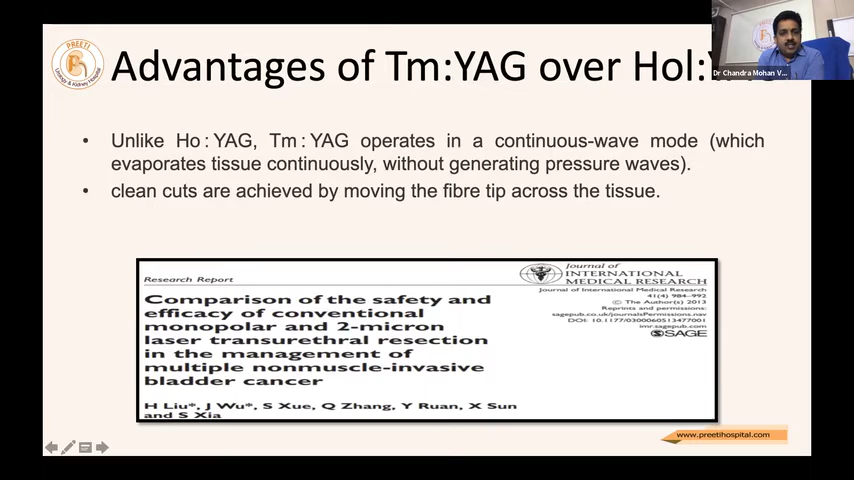 PREETI
Urology & Kidney Hospital
Advantages of Tm:YAG over Hol:
Dr Chandra Mohan V...
• Unlike Ho : YAG, Tm : YAG operates in a continuous-wave mode (which
evaporates tissue continuously, without generating pressure waves).
• clean cuts are achieved by moving the fibre tip across the tissue.
Research Report
Journal of
INTERNATIONAL
MEDICAL RESEARCH
Journal of International Medical Research
41(4) 984–992
© The Author(s) 2013
Reprints and permissions:
sagepub.co.uk/journalsPermissions.nav
DOI: 10.1177/0300060513477001
imr.sagepub.com
SAGE
Comparison of the safety and
efficacy of conventional
monopolar and 2-micron
laser transurethral resection
in the management of
multiple nonmuscle-invasive
bladder cancer
H Liu*, J Wu*, S Xue, Q Zhang, Y Ruan, X Sun
and S Xia
www.preetihospital.com